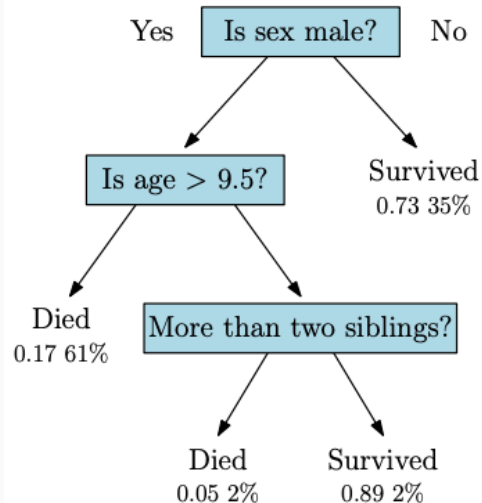 Yes
Is sex male?
No
Is age > 9.5?
Survived
0.73 35%
Died
0.17 61%
More than two siblings?
Died
0.05 2%
Survived
0.89 2%